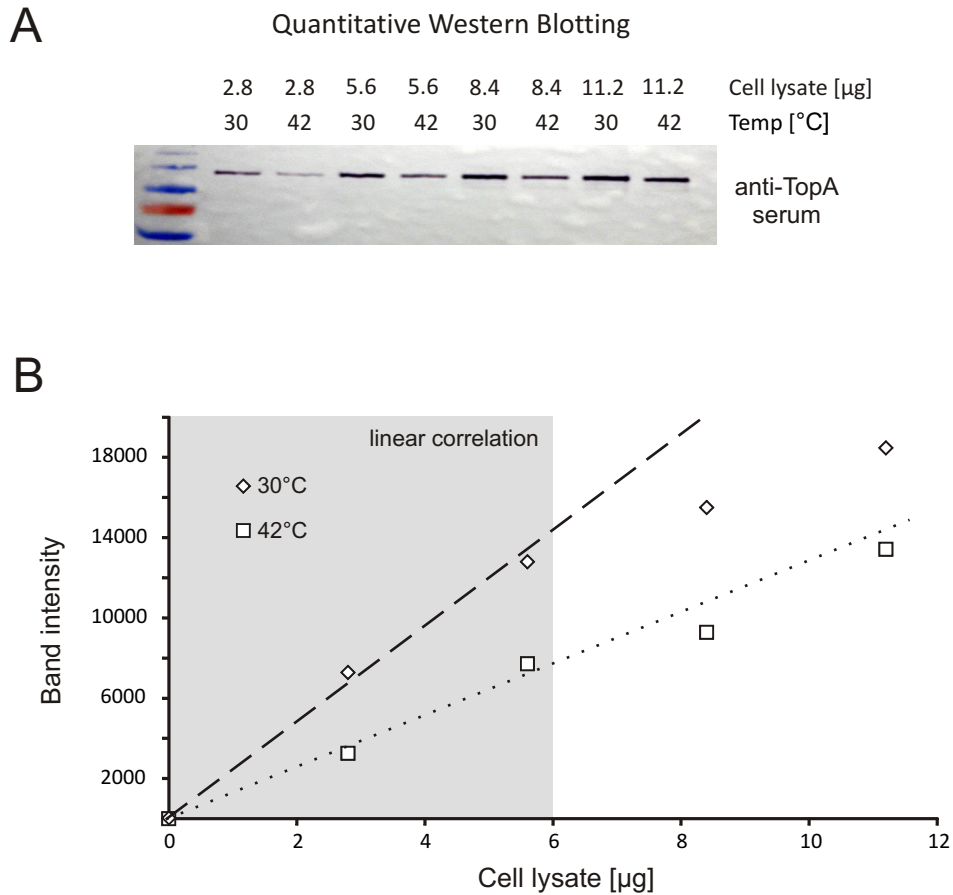 A
Quantitative Western Blotting
2.8 2.8 5.6 5.6 8.4 8.4 11.2 11.2 Cell lysate [µg]
30 42 30 42 30 42 30 42 Temp [°C]
anti-TopA
serum
B
linear correlation
30°C
42°C
18000
14000
10000
6000
2000
Band intensity
0 2 4 6 8 10 12
Cell lysate [µg]